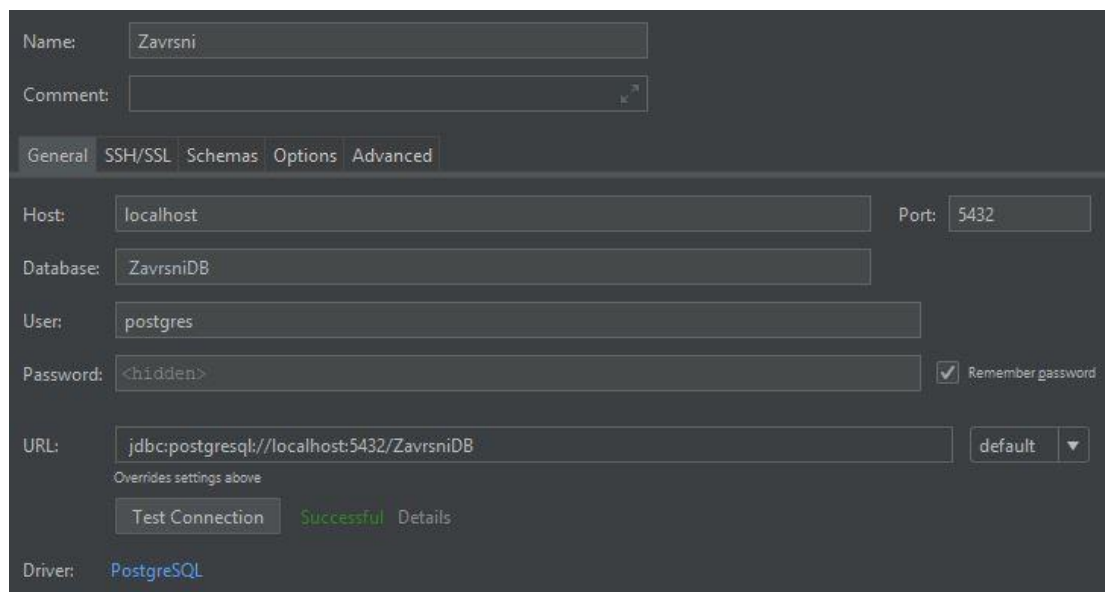 Name: Zavrsni
Comment:
General SSH/SSL Schemas Options Advanced
Host: localhost Port: 5432
Database: ZavrsniDB
User: postgres
Password: <hidden> Remember password
URL: jdbc:postgresql://localhost:5432/ZavrsniDB default
Overrides settings above
Test Connection Successful Details
Driver: PostgreSQL